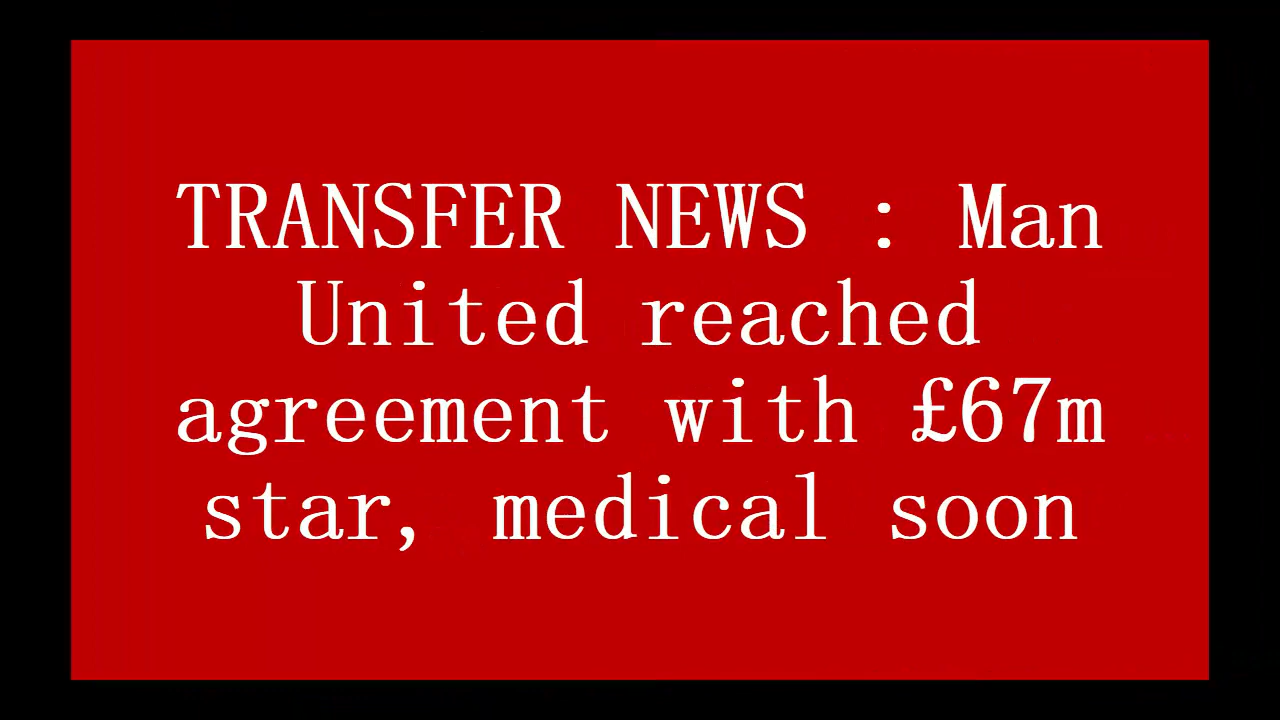 TRANSFER NEWS : Man
United reached
agreement with £67m
star, medical soon